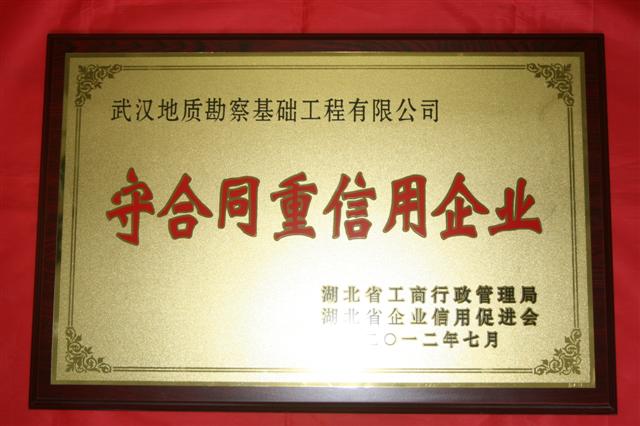 武汉地质勘察基础工程有限公司
守合同重信用企业
湖北省工商行政管理局
湖北省企业信用促进会
二〇一二年七月